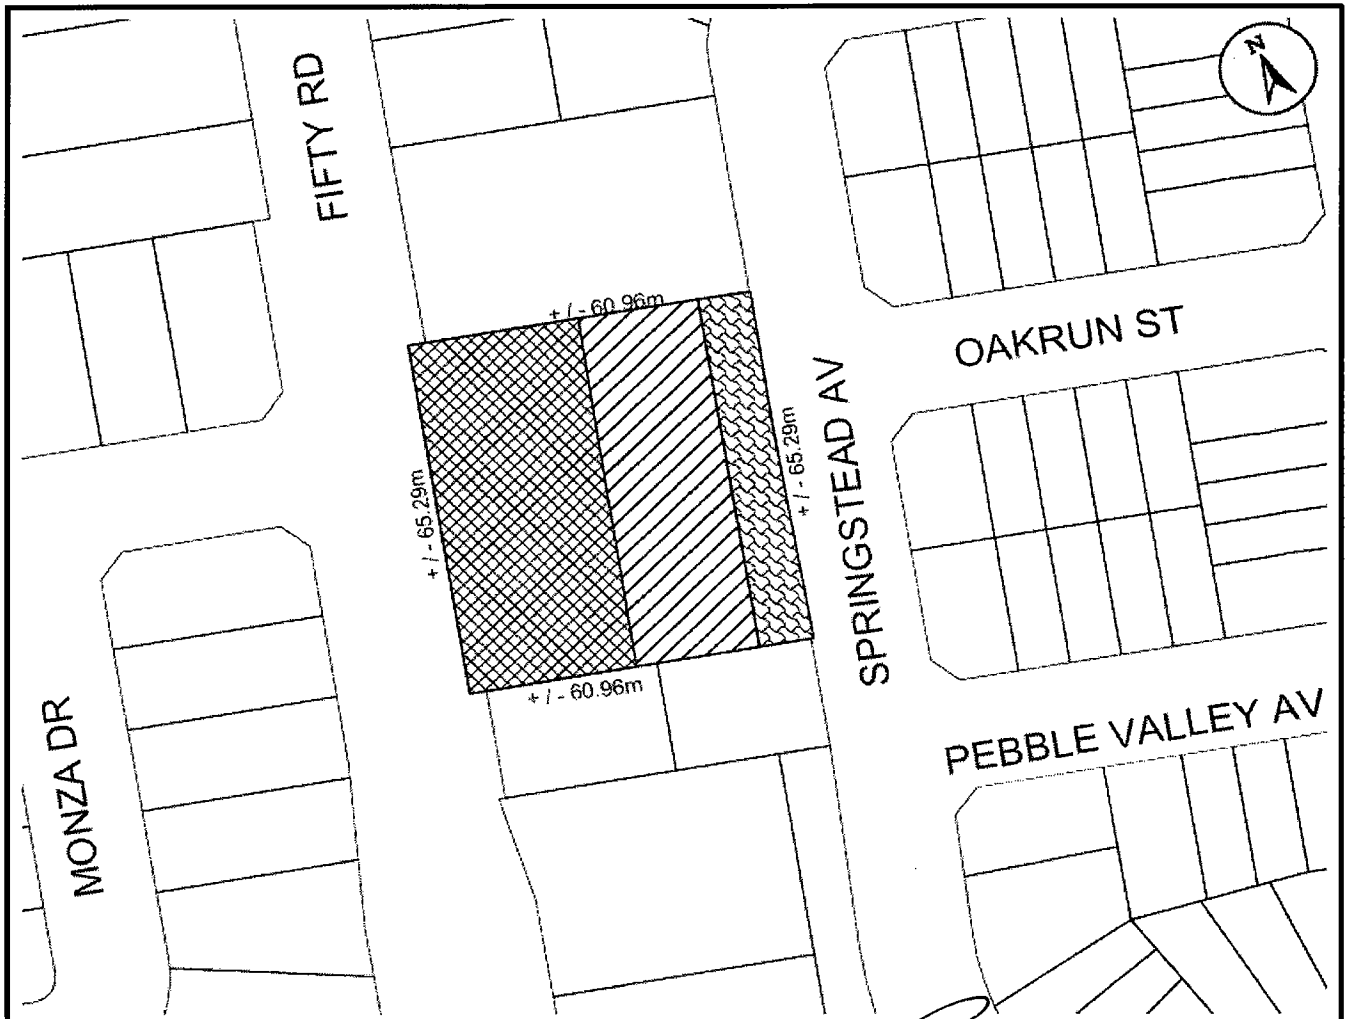 N
FIFTY RD
+ / - 60.96m
OAKRUN ST
+ / - 65.29m
SPRINGSTEAD AV
+ / - 65.29m
+ / - 60.96m
PEBBLE VALLEY AV
MONZA DR